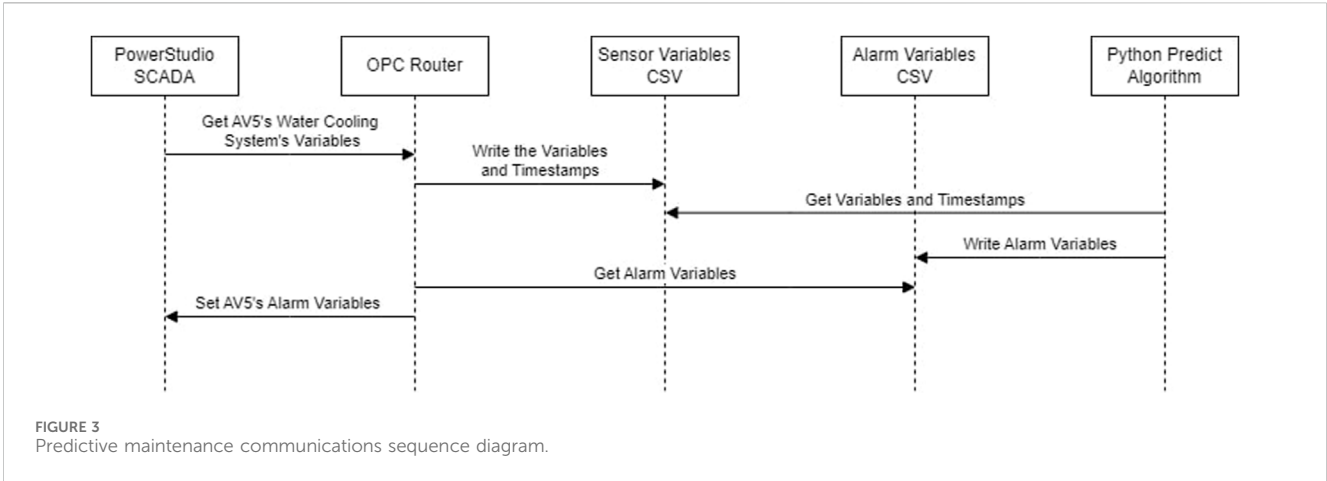 PowerStudio
SCADA
OPC Router
Sensor Variables
CSV
Alarm Variables
CSV
Python Predict
Algorithm
Get AV5's Water Cooling
System's Variables
Write the Variables
and Timestamps
Get Variables and Timestamps
Write Alarm Variables
Get Alarm Variables
Set AV5's Alarm Variables
FIGURE 3
Predictive maintenance communications sequence diagram.